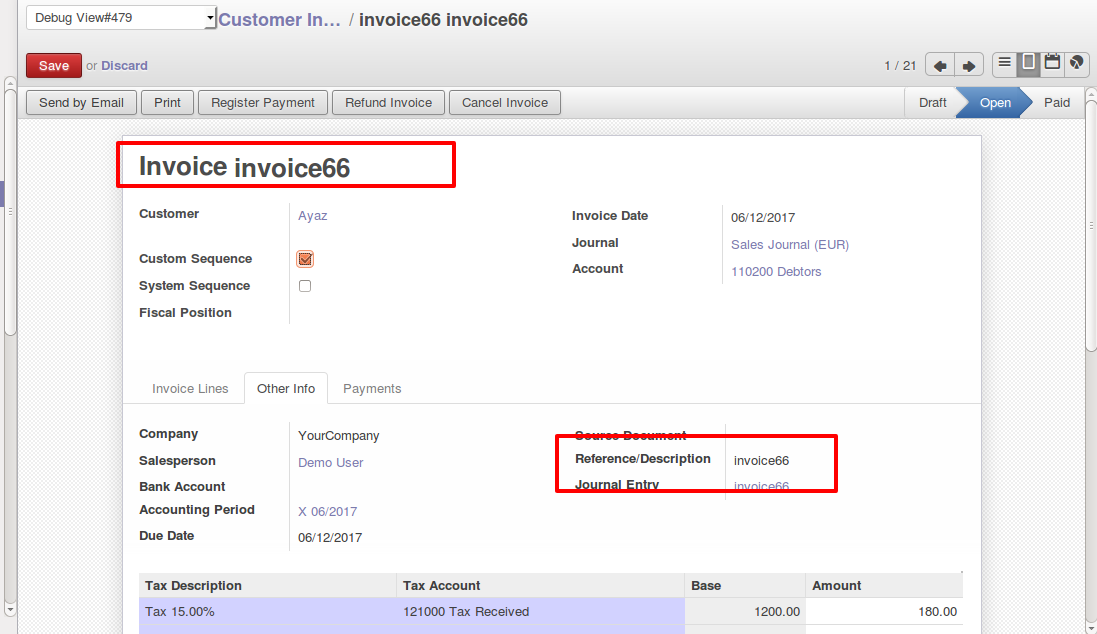 Debug View#479 Customer In... / invoice66 invoice66
Save or Discard 1 / 21
Send by Email Print Register Payment Refund Invoice Cancel Invoice Draft Open Paid
Invoice invoice66
Customer Ayaz Invoice Date 06/12/2017
Journal Sales Journal (EUR)
Custom Sequence Account 110200 Debtors
System Sequence
Fiscal Position
Invoice Lines Other Info Payments
Company YourCompany Source Document
Salesperson Demo User Reference/Description invoice66
Bank Account Journal Entry invoice66
Accounting Period X 06/2017
Due Date 06/12/2017
Tax Description Tax Account Base Amount
Tax 15.00% 121000 Tax Received 1200.00 180.00